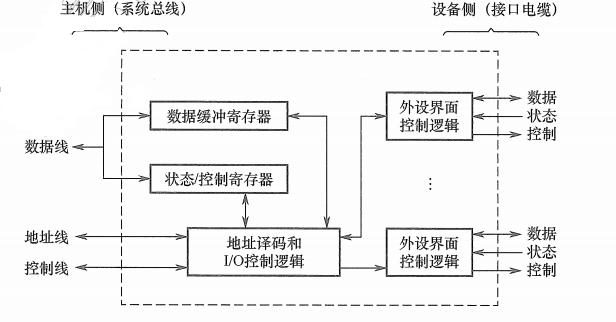 主机侧（系统总线）
设备侧（接口电缆）
数据缓冲寄存器
外设界面
控制逻辑
数据
状态
控制
数据线
状态/控制寄存器
⋮
地址线
控制线
地址译码和
I/O控制逻辑
外设界面
控制逻辑
数据
状态
控制